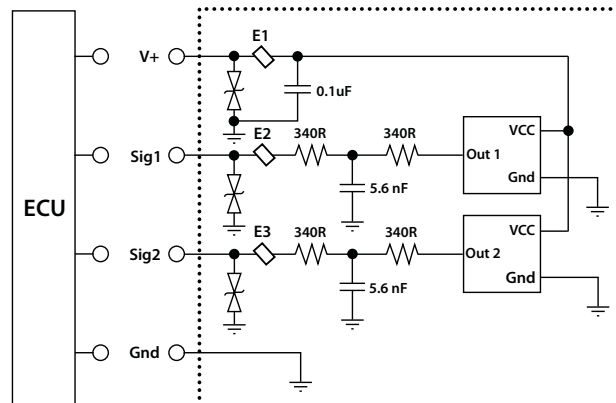 E1
V+
0.1uF
E2
340R
340R
VCC
Sig1
Out 1
Gnd
5.6 nF
ECU
E3
340R
340R
VCC
Sig2
Out 2
Gnd
5.6 nF
Gnd